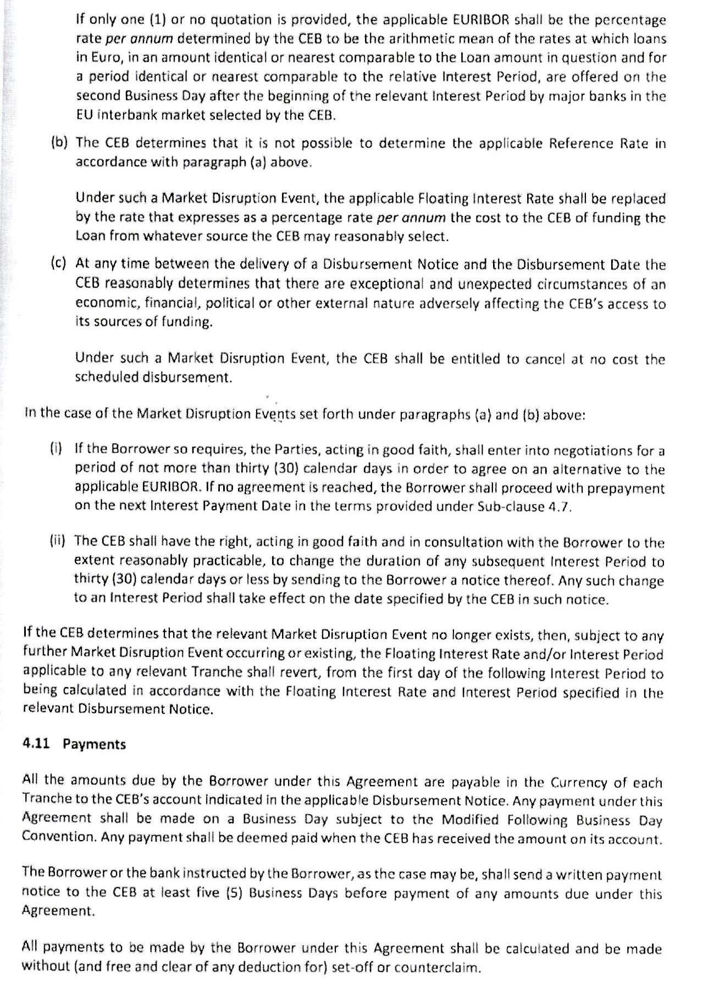 If only one (1) or no quotation is provided, the applicable EURIBOR shall be the percentage
rate per annum determined by the CEB to be the arithmetic mean of the rates at which loans
in Euro, in an amount identical or nearest comparable to the Loan amount in question and for
a period identical or nearest comparable to the relative Interest Period, are offered on the
second Business Day after the beginning of the relevant Interest Period by major banks in the
EU interbank market selected by the CEB.
(b) The CEB determines that it is not possible to determine the applicable Reference Rate in
accordance with paragraph (a) above.
Under such a Market Disruption Event, the applicable Floating Interest Rate shall be replaced
by the rate that expresses as a percentage rate per annum the cost to the CEB of funding the
Loan from whatever source the CEB may reasonably select.
(c) At any time between the delivery of a Disbursement Notice and the Disbursement Date the
CEB reasonably determines that there are exceptional and unexpected circumstances of an
economic, financial, political or other external nature adversely affecting the CEB's access to
its sources of funding.
Under such a Market Disruption Event, the CEB shall be entitled to cancel at no cost the
scheduled disbursement.
In the case of the Market Disruption Events set forth under paragraphs (a) and (b) above:
(i) If the Borrower so requires, the Parties, acting in good faith, shall enter into negotiations for a
period of not more than thirty (30) calendar days in order to agree on an alternative to the
applicable EURIBOR. If no agreement is reached, the Borrower shall proceed with prepayment
on the next Interest Payment Date in the terms provided under Sub-clause 4.7.
(ii) The CEB shall have the right, acting in good faith and in consultation with the Borrower to the
extent reasonably practicable, to change the duration of any subsequent Interest Period to
thirty (30) calendar days or less by sending to the Borrower a notice thereof. Any such change
to an Interest Period shall take effect on the date specified by the CEB in such notice.
If the CEB determines that the relevant Market Disruption Event no longer exists, then, subject to any
further Market Disruption Event occurring or existing, the Floating Interest Rate and/or Interest Period
applicable to any relevant Tranche shall revert, from the first day of the following Interest Period to
being calculated in accordance with the Floating Interest Rate and Interest Period specified in the
relevant Disbursement Notice.
4.11 Payments
All the amounts due by the Borrower under this Agreement are payable in the Currency of each
Tranche to the CEB's account indicated in the applicable Disbursement Notice. Any payment under this
Agreement shall be made on a Business Day subject to the Modified Following Business Day
Convention. Any payment shall be deemed paid when the CEB has received the amount on its account.
The Borrower or the bank instructed by the Borrower, as the case may be, shall send a written payment
notice to the CEB at least five (5) Business Days before payment of any amounts due under this
Agreement.
All payments to be made by the Borrower under this Agreement shall be calculated and be made
without (and free and clear of any deduction for) set-off or counterclaim.